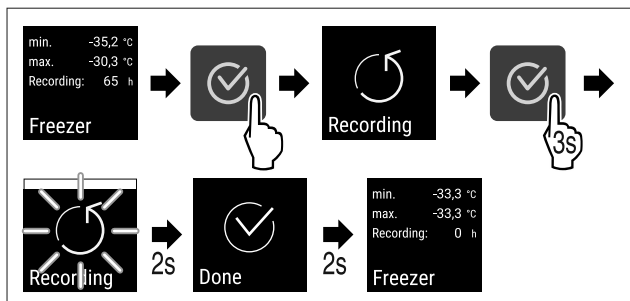 min. -35,2 °C
max. -30,3 °C
Recording: 65 h
Freezer
Recording
3s
Recording
2s
Done
2s
min. -33,3 °C
max. -33,3 °C
Recording: 0 h
Freezer